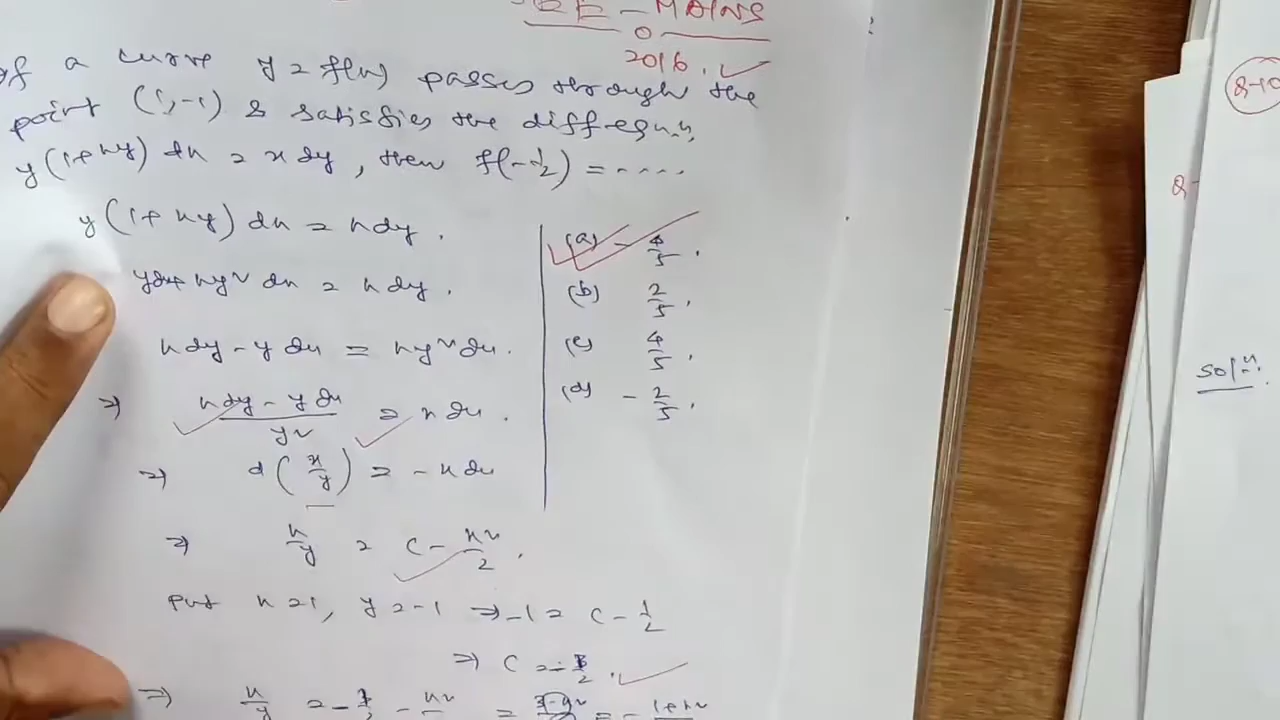 JEE-MAINS
2016.
If a curve y = f(x) passes through the
point (1,-1) & satisfies the diff equn,
y(1+xy) dx = x dy, then f(-1/2) = ----
y(1+xy) dx = x dy.
ydx + xy² dx = x dy.
x dy - y dx = xy² dx.
⇒ x dy - y dx / y² = x dx.
⇒ d(x/y) = - x dx
⇒ x/y = C - x²/2.
put x=1, y=-1 ⇒ -1 = C - 1/2
⇒ C = -1/2.
⇒
(a) - 4/5.
(b) 2/5.
(c) 4/5.
(d) - 2/5.
Soln: